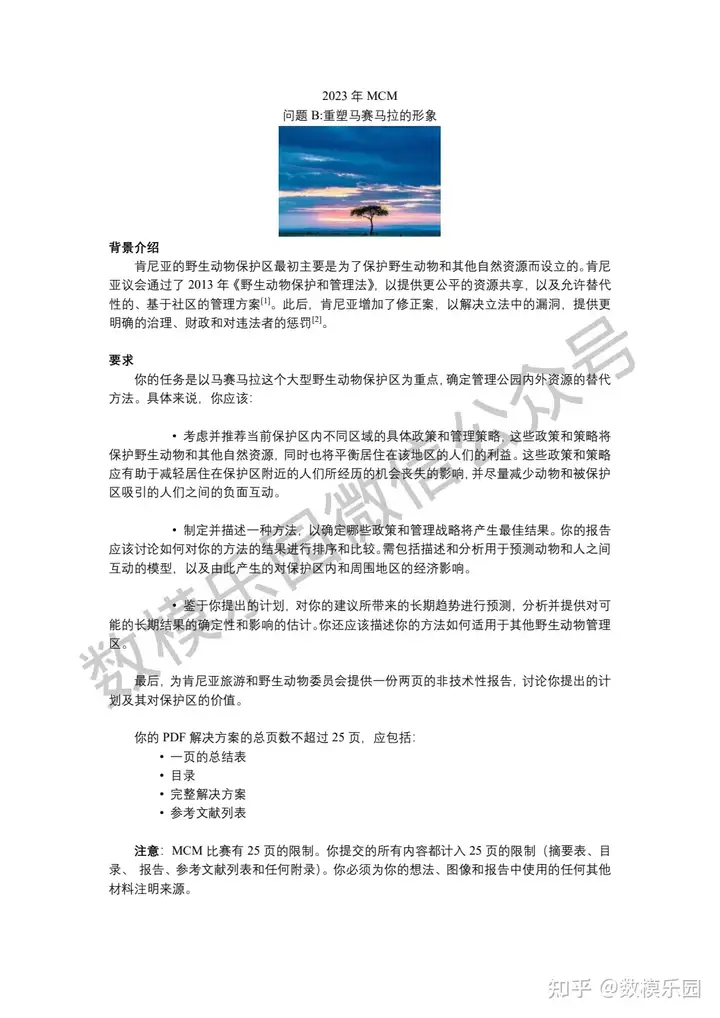 2023 年 MCM
问题 B:重塑马赛马拉的形象
背景介绍
肯尼亚的野生动物保护区最初主要是为了保护野生动物和其他自然资源而设立的。肯
尼亚议会通过了 2013 年《野生动物保护和管理法》，以提供更公平的资源共享，以及允许替代
性的、基于社区的管理方案[1]。此后，肯尼亚增加了修正案，以解决立法中的漏洞，提供更
明确的治理、财政和对违法者的惩罚[2]。
要求
你的任务是以马赛马拉这个大型野生动物保护区为重点，确定管理公园内外资源的替代
方法。具体来说，你应该：
• 考虑并推荐当前保护区内不同区域的具体政策和管理策略，这些政策和策略将
保护野生动物和其他自然资源，同时也将平衡居住在该地区的人们的利益。这些政策和策略
应有助于减轻居住在保护区附近的人们所经历的机会丧失的影响，并尽量减少动物和被保护
区吸引的人们之间的负面互动。
• 制定并描述一种方法，以确定哪些政策和管理战略将产生最佳结果。你的报告
应该讨论如何对你的方法的结果进行排序和比较。需包括描述和分析用于预测动物和人之间
互动的模型，以及由此产生的对保护区内和周围地区的经济影响。
• 鉴于你提出的计划，对你的建议所带来的长期趋势进行预测，分析并提供对可
能的长期结果的确定性和影响的估计。你还应该描述你的方法如何适用于其他野生动物管理
区。
最后，为肯尼亚旅游和野生动物委员会提供一份两页的非技术性报告，讨论你提出的计
划及其对保护区的价值。
你的 PDF 解决方案的总页数不超过 25 页，应包括：
• 一页的总结表
• 目录
• 完整解决方案
• 参考文献列表
注意：MCM 比赛有 25 页的限制。你提交的所有内容都计入 25 页的限制（摘要表、目
录、 报告、参考文献列表和任何附录）。你必须为你的想法、图像和报告中使用的任何其他
材料注明来源。
数模乐园微信公众号
知乎 @数模乐园